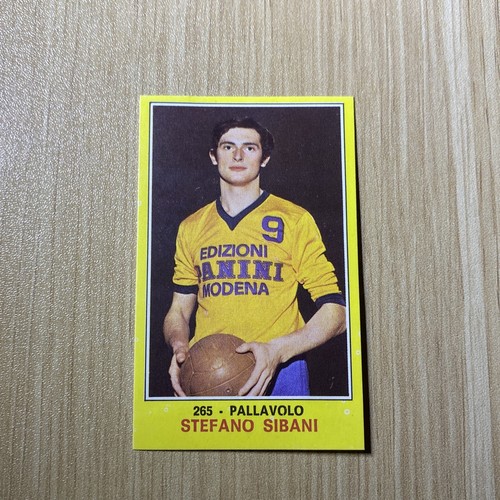 9
EDIZIONI
PANINI
MODENA
265 - PALLAVOLO
STEFANO SIBANI